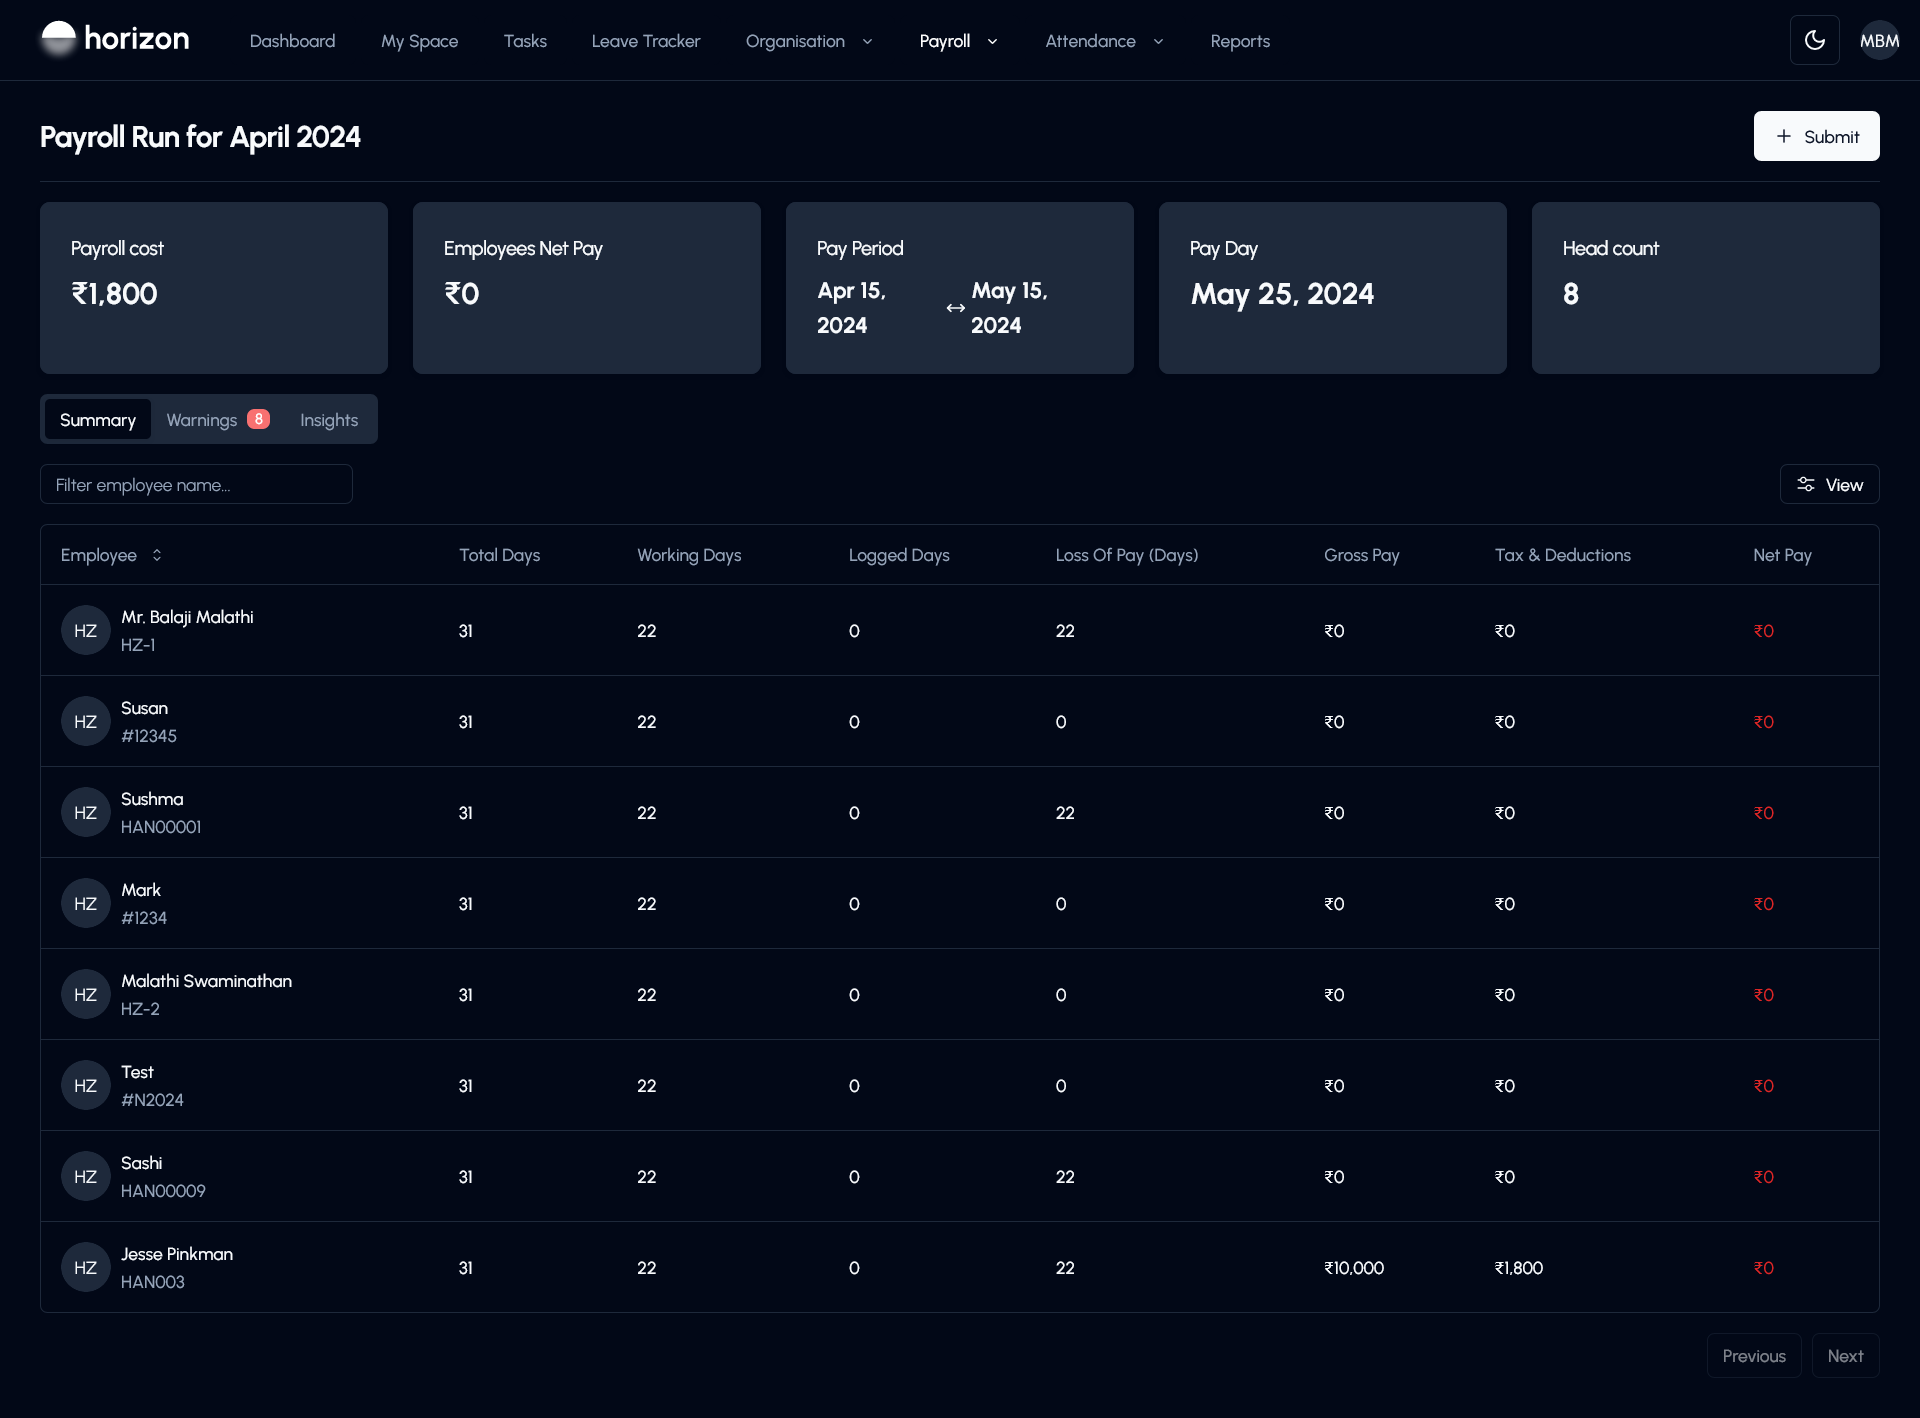 horizon
Dashboard
My Space
Tasks
Leave Tracker
Organisation
Payroll
Attendance
Reports
MBM
Payroll Run for April 2024
Submit
Payroll cost
₹1,800
Employees Net Pay
₹0
Pay Period
Apr 15,
2024
May 15,
2024
Pay Day
May 25, 2024
Head count
8
Summary
Warnings 8
Insights
Filter employee name...
View
Employee Total Days Working Days Logged Days Loss Of Pay (Days) Gross Pay Tax & Deductions Net Pay
Mr. Balaji Malathi
HZ 31 22 0 22 ₹0 ₹0 ₹0
HZ-1
Susan
HZ 31 22 0 0 ₹0 ₹0 ₹0
#12345
Sushma
HZ 31 22 0 22 ₹0 ₹0 ₹0
HAN00001
Mark
HZ 31 22 0 0 ₹0 ₹0 ₹0
#1234
Malathi Swaminathan
HZ 31 22 0 0 ₹0 ₹0 ₹0
HZ-2
Test
HZ 31 22 0 0 ₹0 ₹0 ₹0
#N2024
Sashi
HZ 31 22 0 22 ₹0 ₹0 ₹0
HAN00009
Jesse Pinkman
HZ 31 22 0 22 ₹10,000 ₹1,800 ₹0
HAN003
Previous
Next